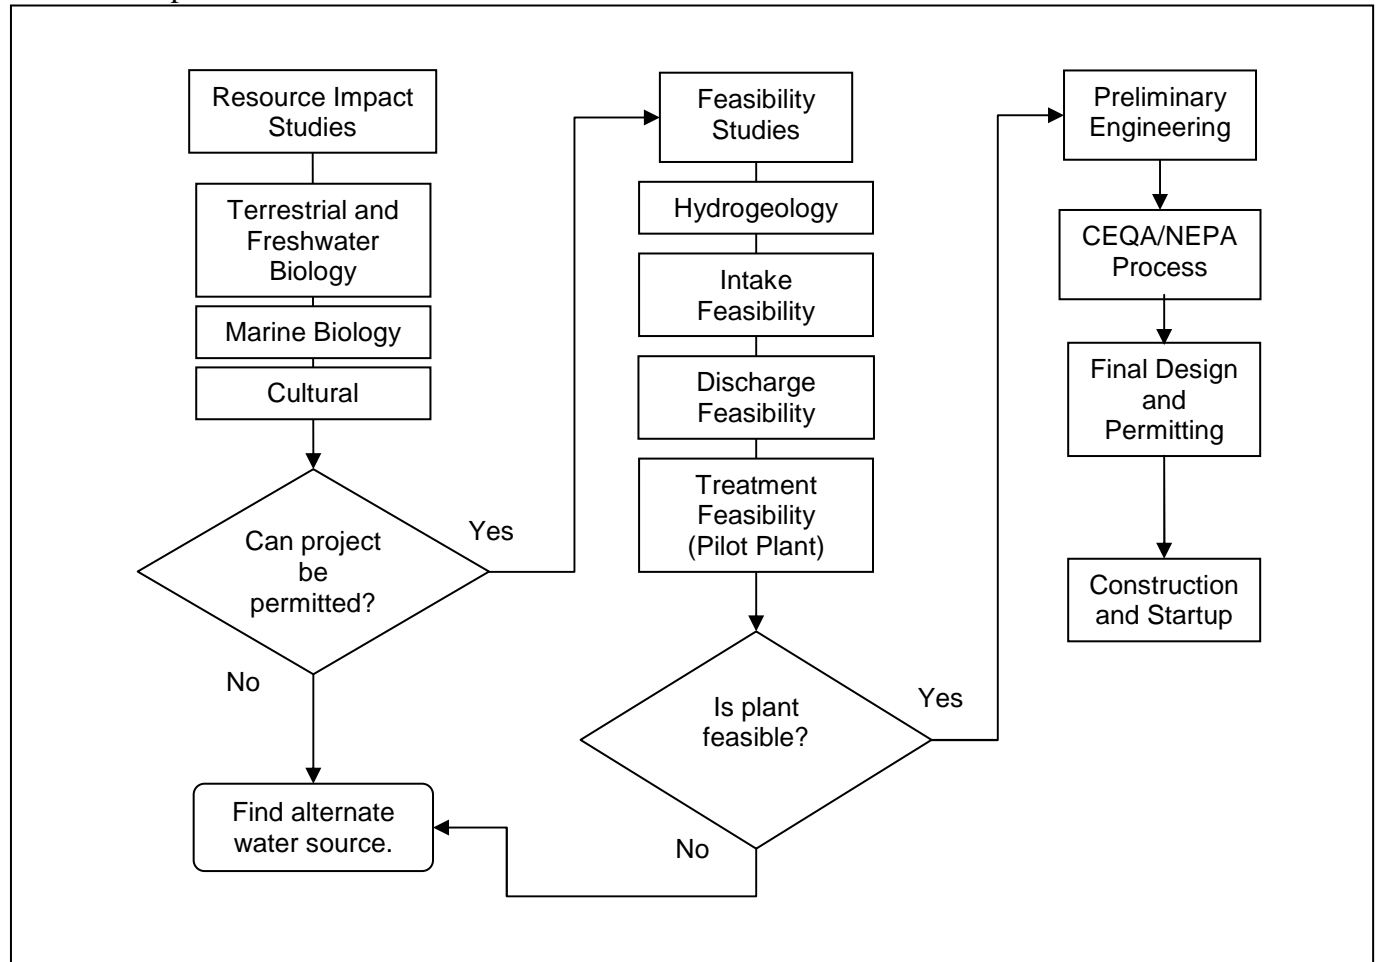 Resource Impact
Studies
Terrestrial and
Freshwater
Biology
Marine Biology
Cultural
Can project
be
permitted?
Yes
No
Find alternate
water source.
Feasibility
Studies
Hydrogeology
Intake
Feasibility
Discharge
Feasibility
Treatment
Feasibility
(Pilot Plant)
Is plant
feasible?
Yes
No
Preliminary
Engineering
CEQA/NEPA
Process
Final Design
and
Permitting
Construction
and Startup